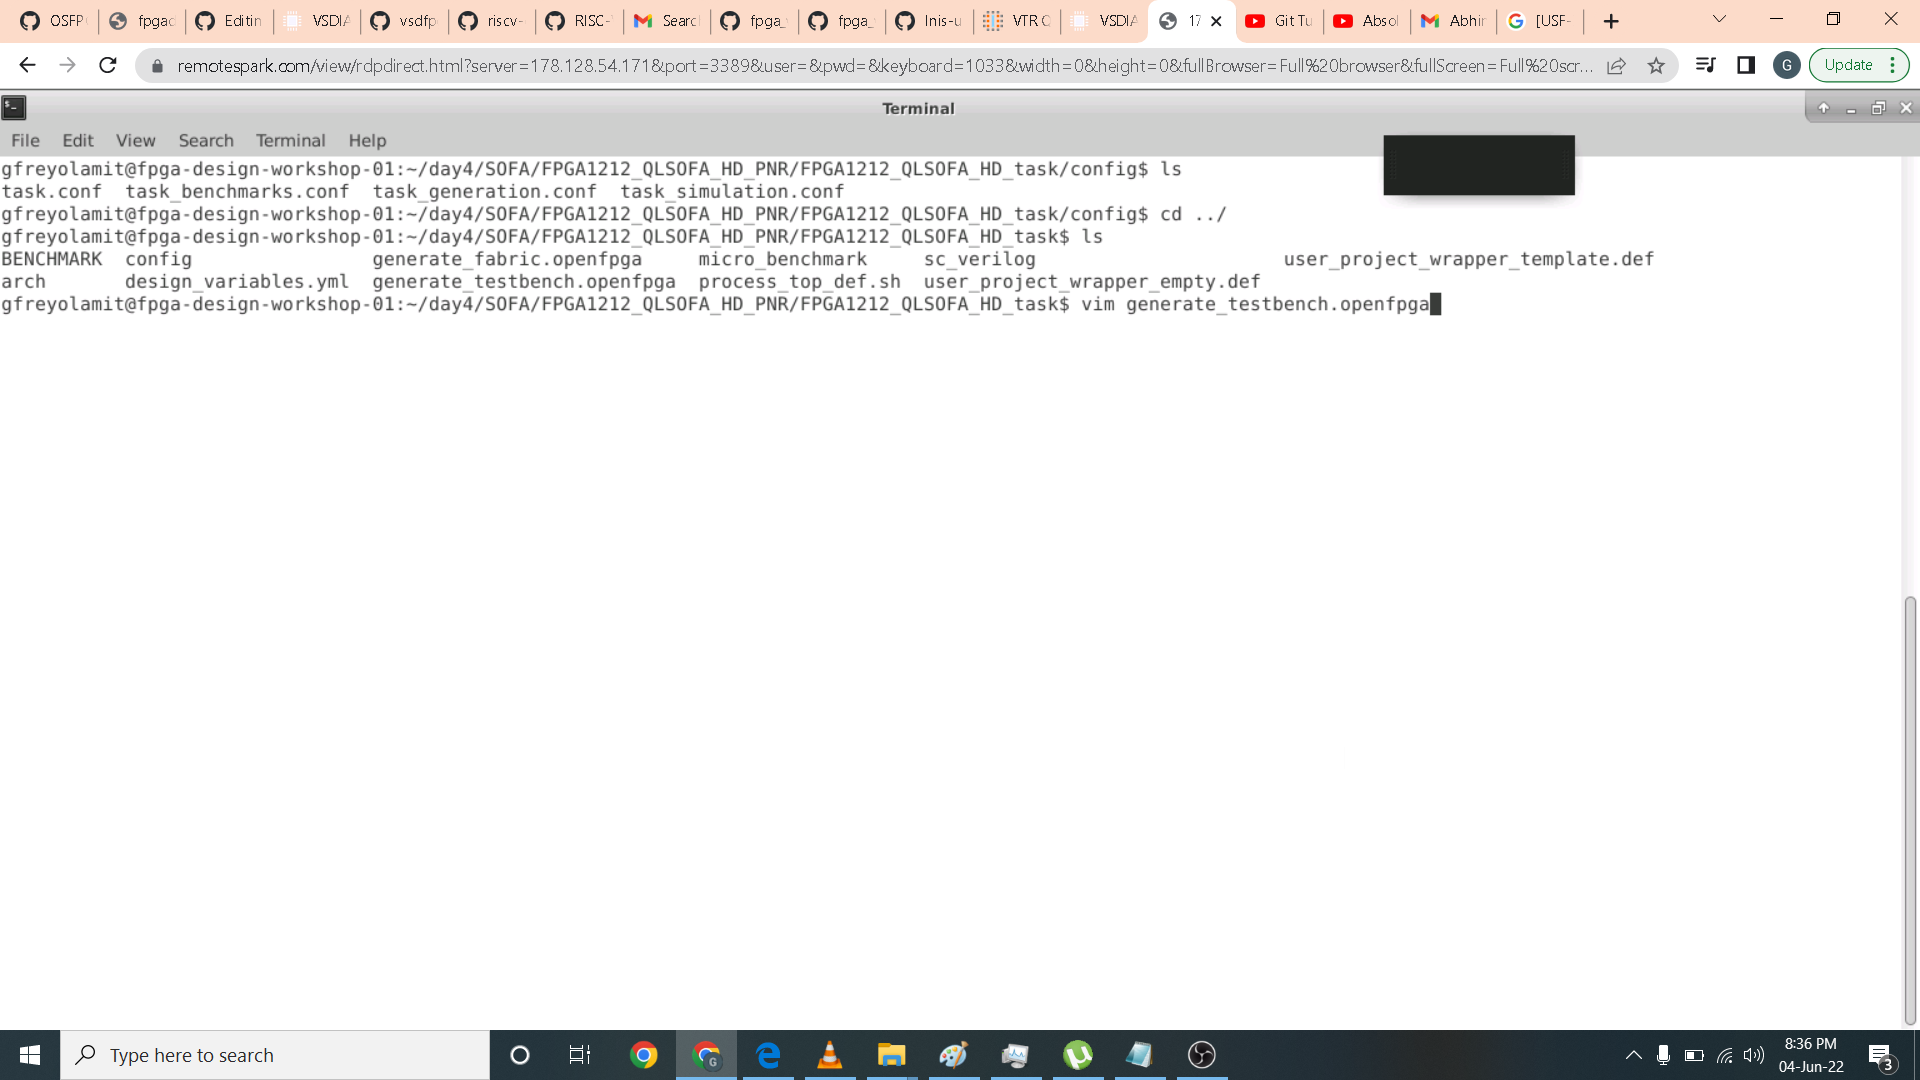 OSFP
fpgac
Editin
VSDIA
vsdfp
riscv-
RISC-
Searc
fpga_
fpga_
lnis-u
VTR C
VSDIA
17
Git Tu
Abso
Abhir
[USF-
remotespark.com/view/rdpdirect.html?server=178.128.54.171&port=3389&user=&pwd=&keyboard=1033&width=0&height=0&fullBrowser=Full%20browser&fullScreen=Full%20scr...
G
Update
Terminal
File Edit View Search Terminal Help
gfreyolamit@fpga-design-workshop-01:~/day4/SOFA/FPGA1212_QLSOFA_HD_PNR/FPGA1212_QLSOFA_HD_task/config$ ls
task.conf task_benchmarks.conf task_generation.conf task_simulation.conf
gfreyolamit@fpga-design-workshop-01:~/day4/SOFA/FPGA1212_QLSOFA_HD_PNR/FPGA1212_QLSOFA_HD_task/config$ cd ../
gfreyolamit@fpga-design-workshop-01:~/day4/SOFA/FPGA1212_QLSOFA_HD_PNR/FPGA1212_QLSOFA_HD_task$ ls
BENCHMARK config generate_fabric.openfpga micro_benchmark sc_verilog user_project_wrapper_template.def
arch design_variables.yml generate_testbench.openfpga process_top_def.sh user_project_wrapper_empty.def
gfreyolamit@fpga-design-workshop-01:~/day4/SOFA/FPGA1212_QLSOFA_HD_PNR/FPGA1212_QLSOFA_HD_task$ vim generate_testbench.openfpga
Type here to search
G
8:36 PM
04-Jun-22
3